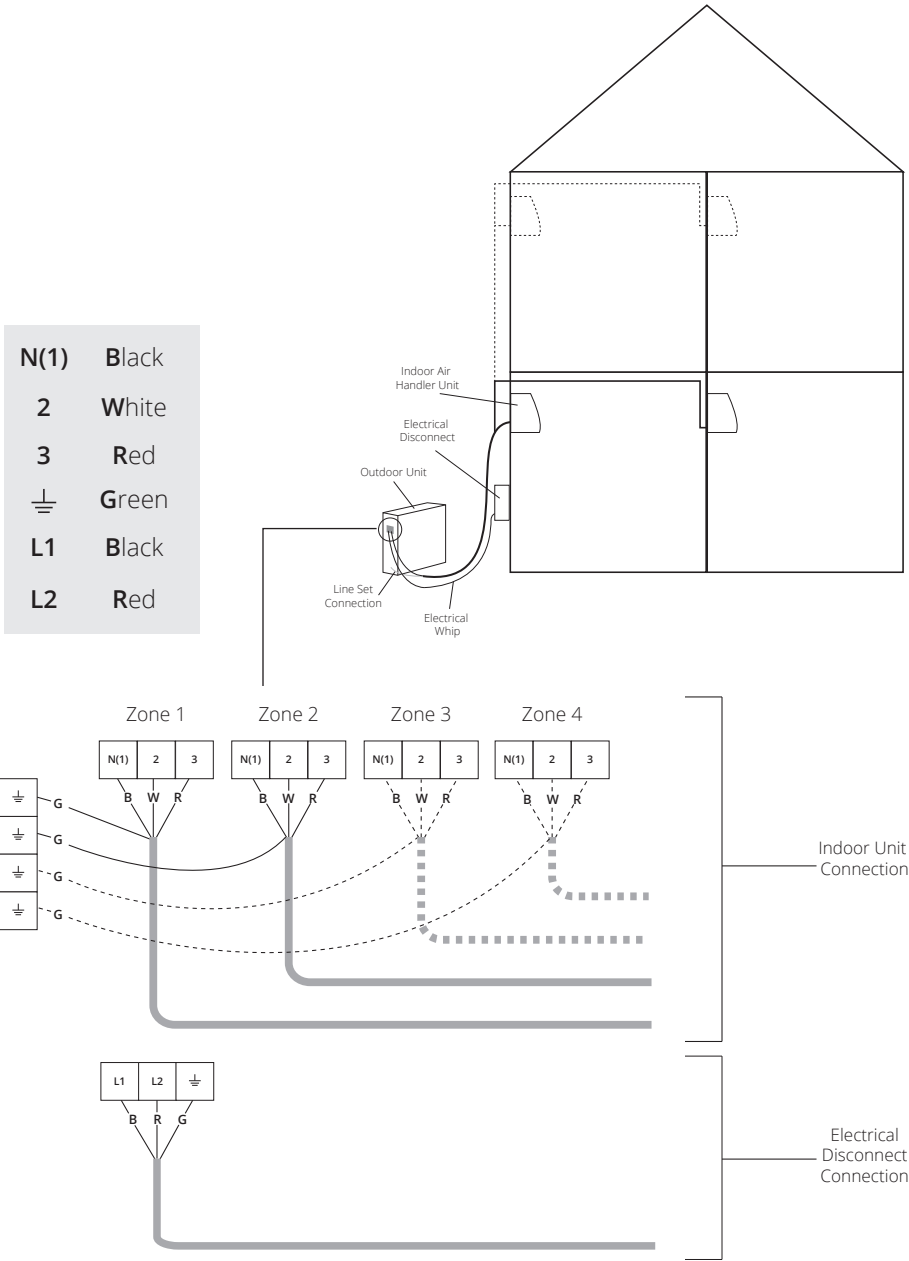 N(1) Black
2 White
3 Red
⏚ Green
L1 Black
L2 Red
Indoor Air
Handler Unit
Electrical
Disconnect
Outdoor Unit
Line Set
Connection
Electrical
Whip
Zone 1 Zone 2 Zone 3 Zone 4
N(1) 2 3 N(1) 2 3 N(1) 2 3 N(1) 2 3
B W R B W R B W R B W R
⏚ G
⏚ G
⏚ G
⏚ G
Indoor Unit
Connection
L1 L2 ⏚
B R G
Electrical
Disconnect
Connection